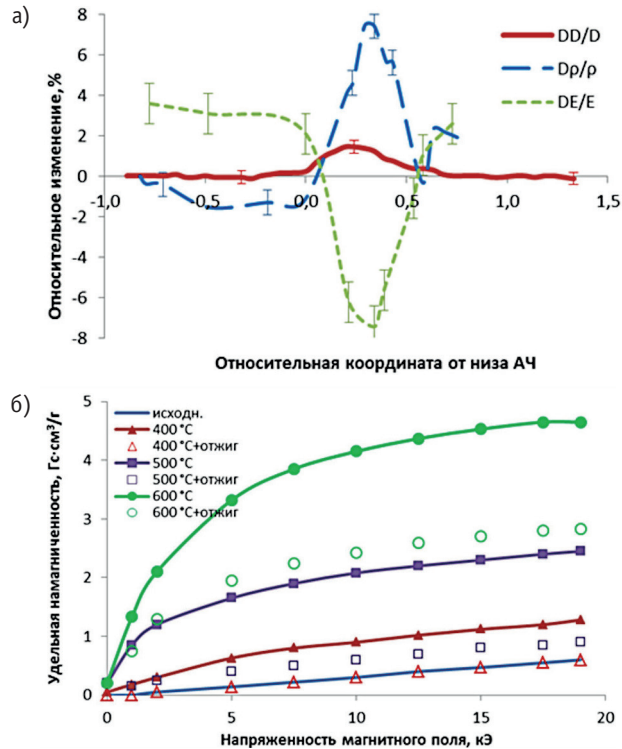 а)
8
6
4
2
0
-2
-4
-6
-8
-1,0
-0,5
0,0
0,5
1,0
1,5
DD/D
Dρ/ρ
DE/E
Относительное изменение,%
Относительная координата от низа АЧ
б)
5
4
3
2
1
0
исходн.
400 °C
400 °C+отжиг
500 °C
500 °C+отжиг
600 °C
600 °C+отжиг
0
5
10
15
20
Удельная намагниченность, Гс·см³/г
Напряженность магнитного поля, кЭ